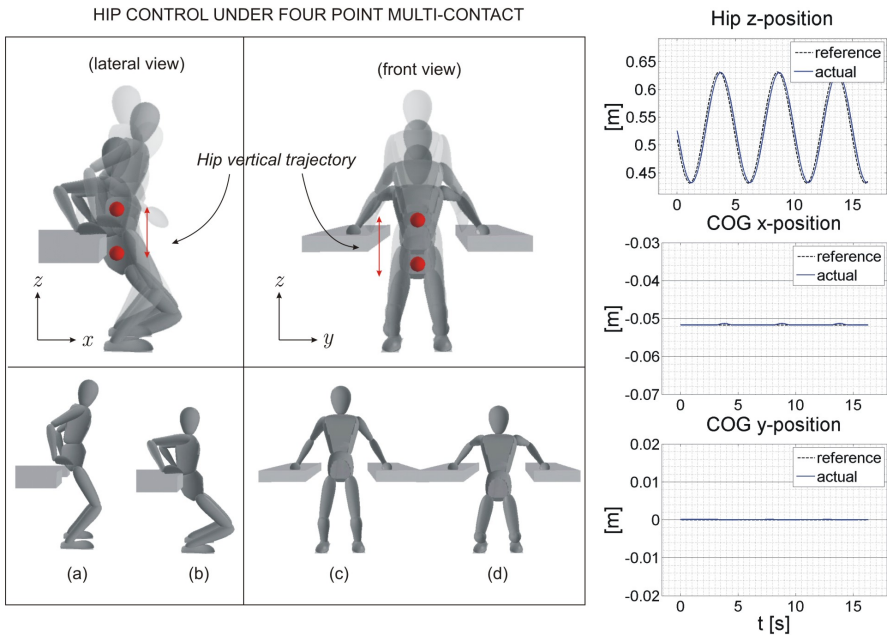 HIP CONTROL UNDER FOUR POINT MULTI-CONTACT
(lateral view)
(front view)
Hip vertical trajectory
z
x
z
y
(a)
(b)
(c)
(d)
Hip z-position
reference
actual
[m]
0.65
0.6
0.55
0.5
0.45
0
5
10
15
COG x-position
reference
actual
[m]
-0.03
-0.04
-0.05
-0.06
-0.07
0
5
10
15
COG y-position
reference
actual
[m]
0.02
0.01
0
-0.01
-0.02
0
5
10
15
t [s]